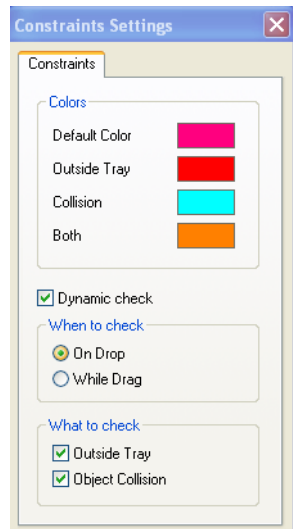 Constraints Settings
Constraints
Colors
Default Color
Outside Tray
Collision
Both
Dynamic check
When to check
On Drop
While Drag
What to check
Outside Tray
Object Collision